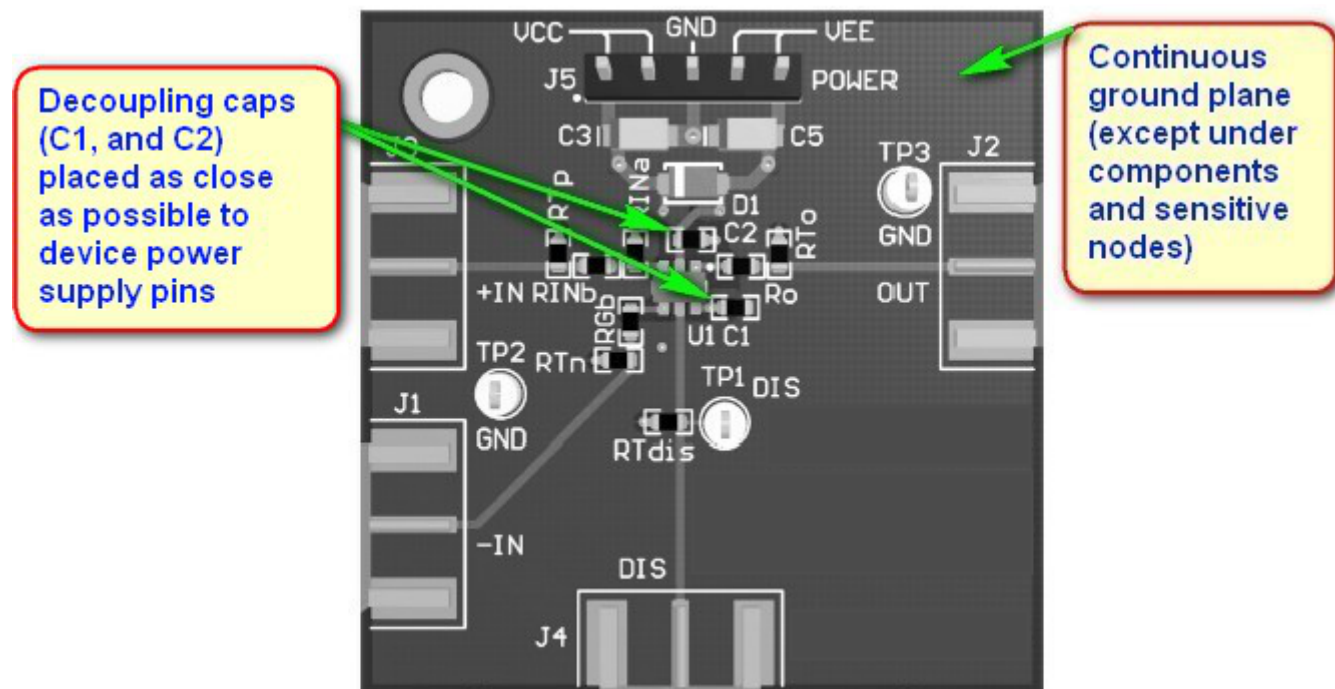 Decoupling caps
(C1, and C2)
placed as close
as possible to
device power
supply pins
Continuous
ground plane
(except under
components
and sensitive
nodes)
VCC
GND
VEE
J5
POWER
C3
C5
RTP
RINa
D1
C2
RTo
TP3
GND
J2
+IN
RINb
Ro
OUT
RGb
U1
C1
RTn
TP2
GND
TP1
DIS
J1
RTdis
-IN
DIS
J4